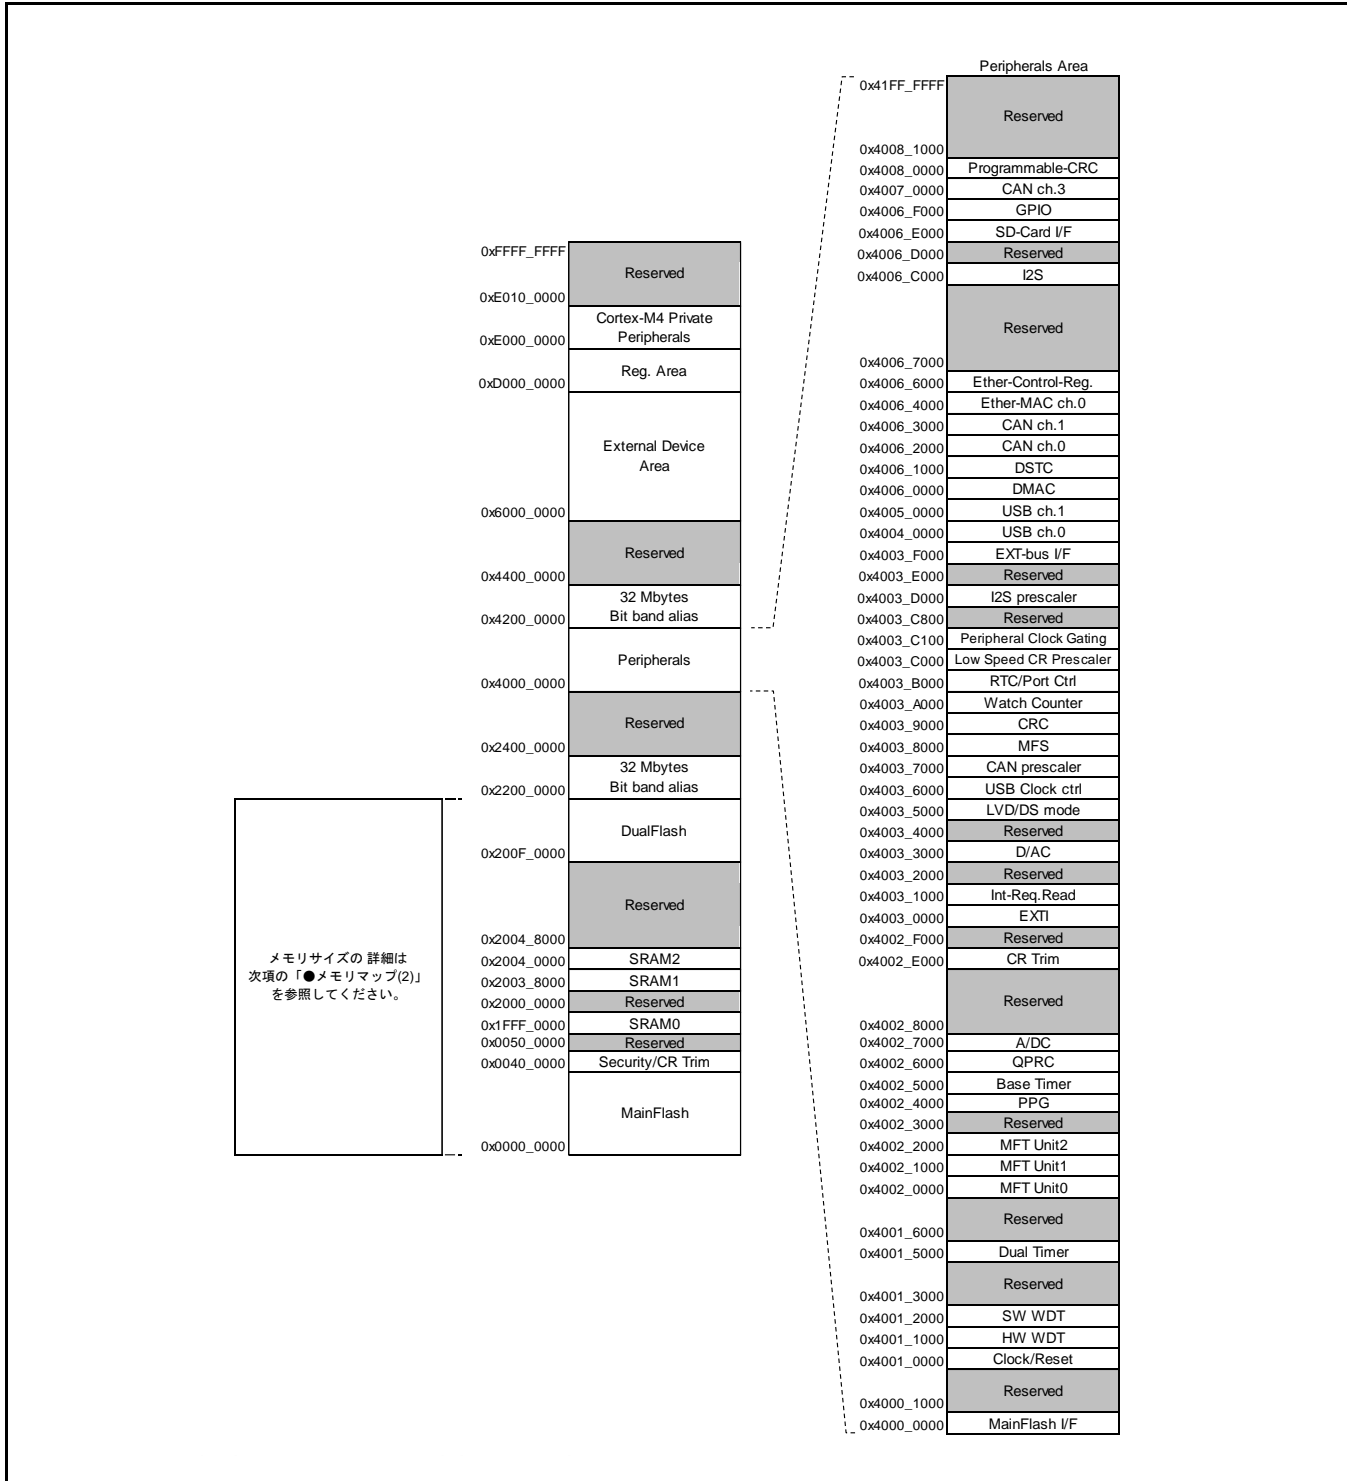 Peripherals Area
0x41FF_FFFF
Reserved
0x4008_1000
0x4008_0000 Programmable-CRC
0x4007_0000 CAN ch.3
0x4006_F000 GPIO
0x4006_E000 SD-Card I/F
0x4006_D000 Reserved
0x4006_C000 I2S
Reserved
0x4006_7000
0x4006_6000 Ether-Control-Reg.
0x4006_4000 Ether-MAC ch.0
0x4006_3000 CAN ch.1
0x4006_2000 CAN ch.0
0x4006_1000 DSTC
0x4006_0000 DMAC
0x4005_0000 USB ch.1
0x4004_0000 USB ch.0
0x4003_F000 EXT-bus I/F
0x4003_E000 Reserved
0x4003_D000 I2S prescaler
0x4003_C800 Reserved
0x4003_C100 Peripheral Clock Gating
0x4003_C000 Low Speed CR Prescaler
0x4003_B000 RTC/Port Ctrl
0x4003_A000 Watch Counter
0x4003_9000 CRC
0x4003_8000 MFS
0x4003_7000 CAN prescaler
0x4003_6000 USB Clock ctrl
0x4003_5000 LVD/DS mode
0x4003_4000 Reserved
0x4003_3000 D/AC
0x4003_2000 Reserved
0x4003_1000 Int-Req.Read
0x4003_0000 EXTI
0x4002_F000 Reserved
0x4002_E000 CR Trim
Reserved
0x4002_8000
0x4002_7000 A/DC
0x4002_6000 QPRC
0x4002_5000 Base Timer
0x4002_4000 PPG
0x4002_3000 Reserved
0x4002_2000 MFT Unit2
0x4002_1000 MFT Unit1
0x4002_0000 MFT Unit0
Reserved
0x4001_6000
0x4001_5000 Dual Timer
Reserved
0x4001_3000
0x4001_2000 SW WDT
0x4001_1000 HW WDT
0x4001_0000 Clock/Reset
Reserved
0x4000_1000
0x4000_0000 MainFlash I/F
0xFFFF_FFFF
Reserved
0xE010_0000
Cortex-M4 Private
Peripherals
0xE000_0000
Reg. Area
0xD000_0000
External Device
Area
0x6000_0000
Reserved
0x4400_0000
32 Mbytes
Bit band alias
0x4200_0000
Peripherals
0x4000_0000
Reserved
0x2400_0000
32 Mbytes
Bit band alias
0x2200_0000
DualFlash
0x200F_0000
Reserved
0x2004_8000
0x2004_0000 SRAM2
0x2003_8000 SRAM1
0x2000_0000 Reserved
0x1FFF_0000 SRAM0
0x0050_0000 Reserved
0x0040_0000 Security/CR Trim
MainFlash
0x0000_0000
メモリサイズの 詳細は
次項の「●メモリマップ(2)」
を参照してください。